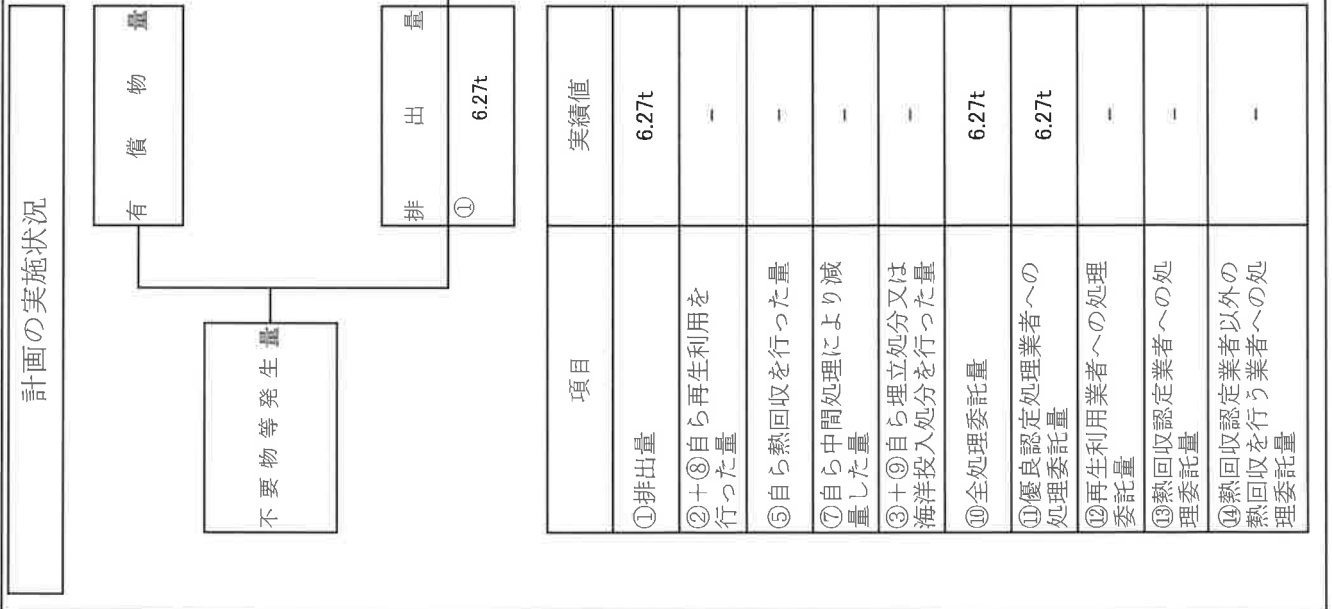 計画の実施状況
有償物量
不要物等発生量
排出量
①
6.27t
項目
実績値
①排出量
6.27t
②+⑧自ら再生利用を
行った量
-
⑤自ら熱回収を行った量
-
⑦自ら中間処理により減
量した量
-
③+⑨自ら埋立処分又は
海洋投入処分を行った量
-
⑩全処理委託量
6.27t
⑪優良認定処理業者への
処理委託量
6.27t
⑫再生利用業者への処理
委託量
-
⑬熱回収認定業者への処
理委託量
-
⑭熱回収認定業者以外の
熱回収を行う業者への処
理委託量
-